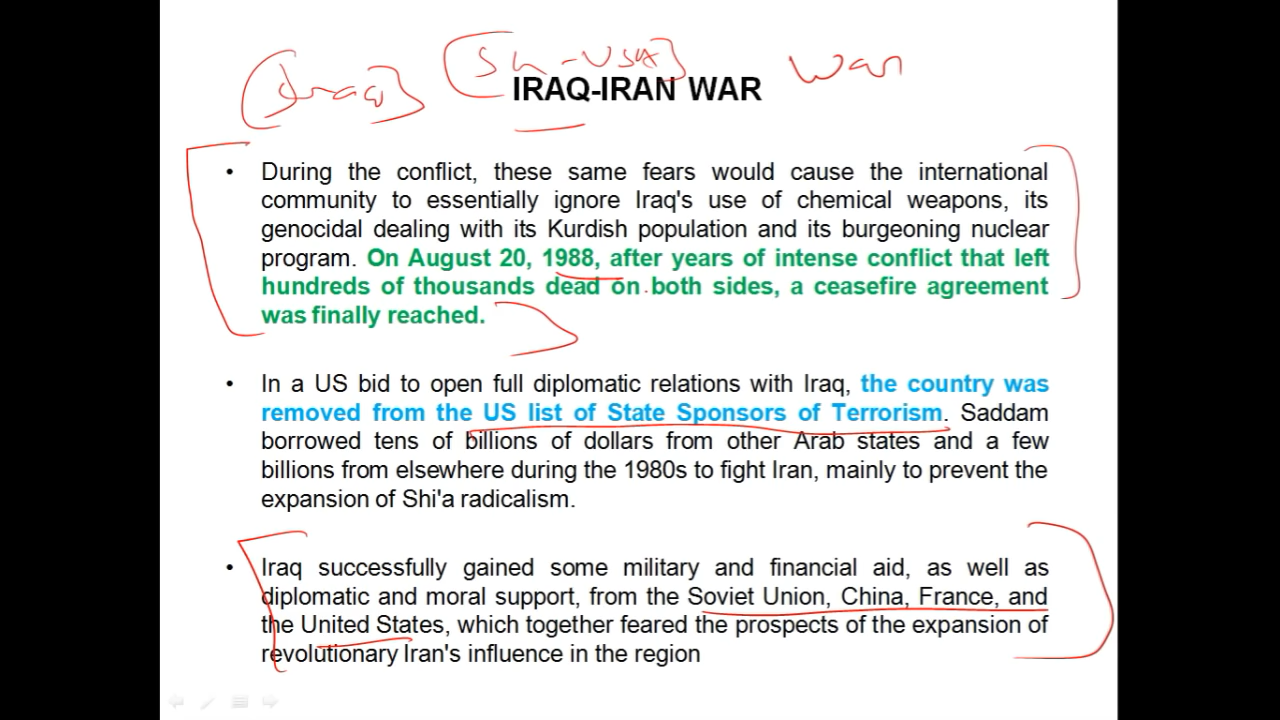 [Iraq] [SU-USA] war
IRAQ-IRAN WAR
• During the conflict, these same fears would cause the international
community to essentially ignore Iraq's use of chemical weapons, its
genocidal dealing with its Kurdish population and its burgeoning nuclear
program. On August 20, 1988, after years of intense conflict that left
hundreds of thousands dead on both sides, a ceasefire agreement
was finally reached.
• In a US bid to open full diplomatic relations with Iraq, the country was
removed from the US list of State Sponsors of Terrorism. Saddam
borrowed tens of billions of dollars from other Arab states and a few
billions from elsewhere during the 1980s to fight Iran, mainly to prevent the
expansion of Shi'a radicalism.
• Iraq successfully gained some military and financial aid, as well as
diplomatic and moral support, from the Soviet Union, China, France, and
the United States, which together feared the prospects of the expansion of
revolutionary Iran's influence in the region